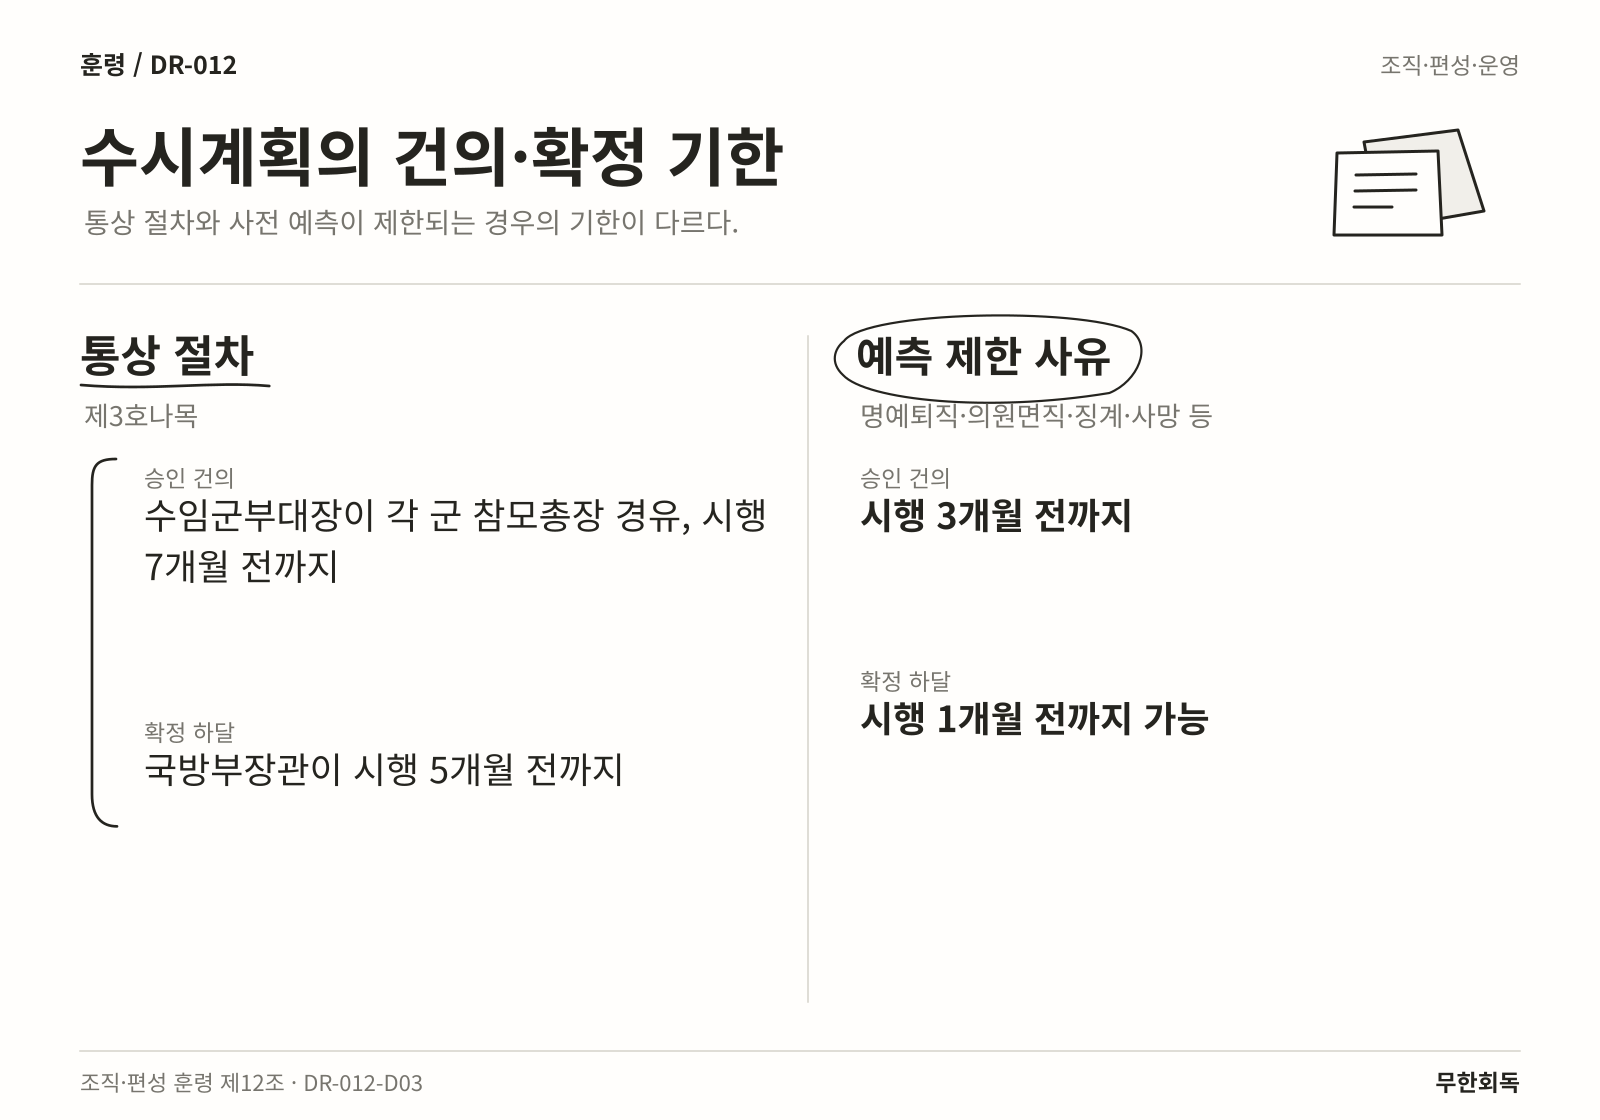 훈령 / DR-012
조직·편성·운영
수시계획의 건의·확정 기한
통상 절차와 사전 예측이 제한되는 경우의 기한이 다르다.
통상 절차
제3호나목
승인 건의
수임군부대장이 각 군 참모총장 경유, 시행
7개월 전까지
확정 하달
국방부장관이 시행 5개월 전까지
예측 제한 사유
명예퇴직·의원면직·징계·사망 등
승인 건의
시행 3개월 전까지
확정 하달
시행 1개월 전까지 가능
조직·편성 훈령 제12조 · DR-012-D03
무한회독